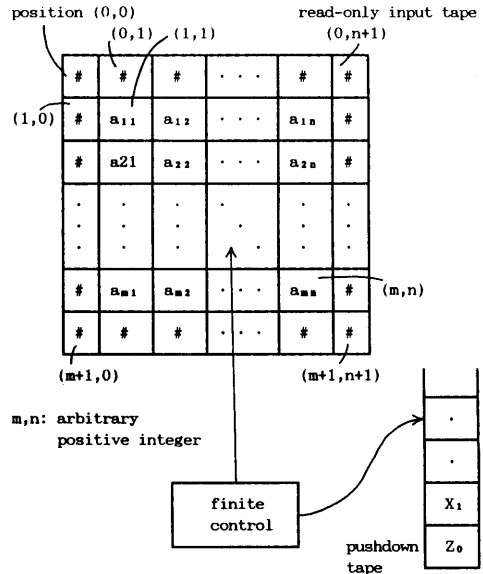 position (0,0)
read-only input tape
(0,1) (1,1) (0,n+1)
# # # · · · # #
(1,0)
# a₁₁ a₁₂ · · · a₁ₙ #
# a21 a₂₂ · · · a₂ₙ #
· · · · · ·
· · · · · ·
· · · · · ·
# aₘ₁ aₘ₂ · · · aₘₙ #
(m,n)
# # # · · · # #
(m+1,0) (m+1,n+1)
m,n: arbitrary
positive integer
·
·
finite
control
X₁
pushdown
tape
Z₀